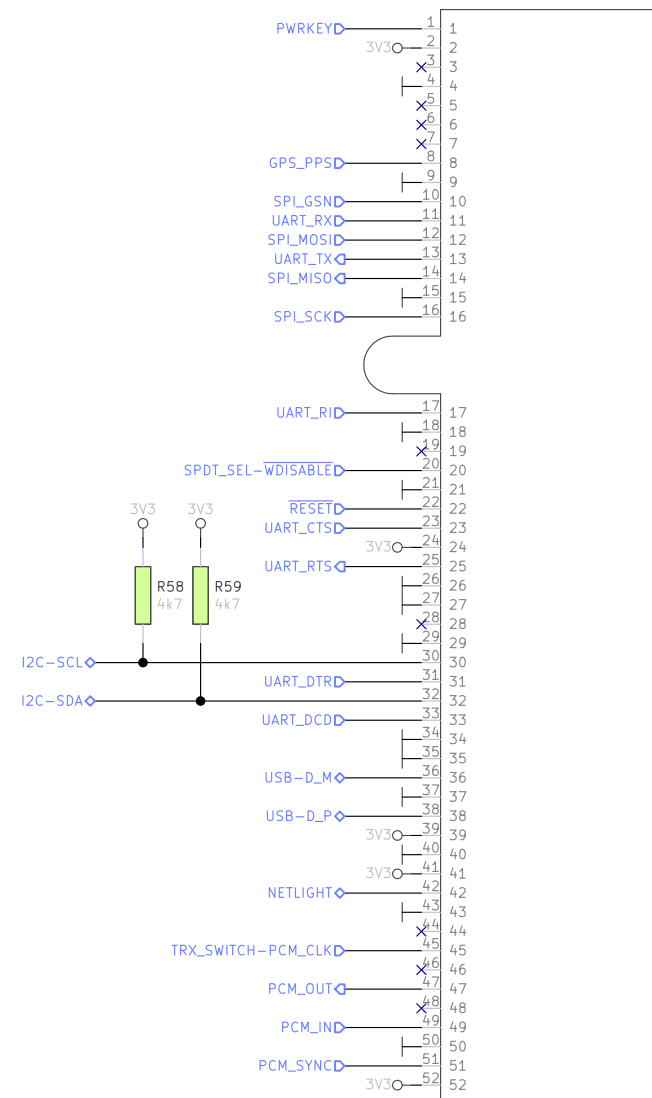 PWRKEY 1 1
3V3 2 2
3 3
4 4
5 5
6 6
7 7
GPS_PPS 8 8
9 9
SPI_GSN 10 10
UART_RX 11 11
SPI_MOSI 12 12
UART_TX 13 13
SPI_MISO 14 14
15 15
SPI_SCK 16 16
UART_RI 17 17
18 18
19 19
SPDT_SEL-WDISABLE 20 20
21 21
RESET 22 22
3V3 3V3
UART_CTS 23 23
3V3 24 24
UART_RTS 25 25
R58 R59 26 26
4k7 4k7 27 27
28 28
29 29
I2C-SCL 30 30
UART_DTR 31 31
I2C-SDA 32 32
UART_DCD 33 33
34 34
35 35
USB-D_M 36 36
37 37
USB-D_P 38 38
3V3 39 39
40 40
3V3 41 41
NETLIGHT 42 42
43 43
44 44
TRX_SWITCH-PCM_CLK 45 45
46 46
PCM_OUT 47 47
48 48
PCM_IN 49 49
50 50
PCM_SYNC 51 51
3V3 52 52